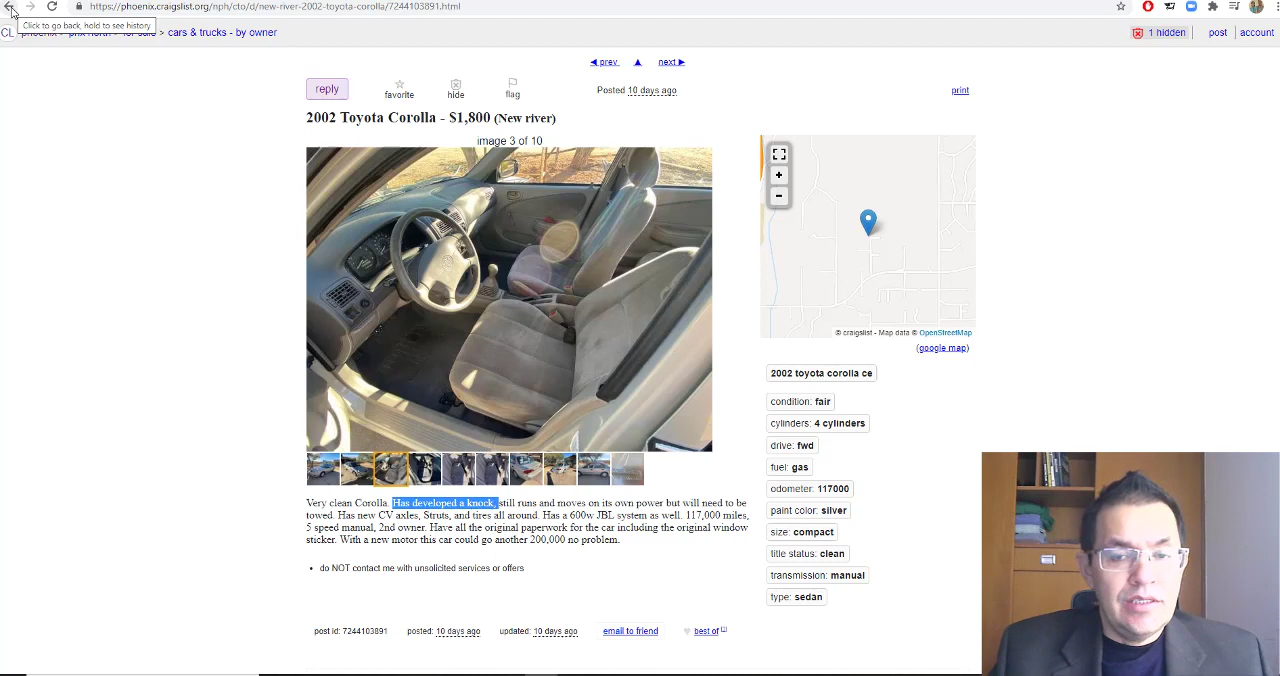 https://phoenix.craigslist.org/nph/cto/d/new-river-2002-toyota-corolla/7244103891.html
Click to go back, hold to see history
CL
cars & trucks - by owner
1 hidden
post
account
◀ prev ▲ next ▶
reply
favorite
hide
flag
Posted 10 days ago
print
2002 Toyota Corolla - $1,800 (New river)
image 3 of 10
+
-
© craigslist - Map data © OpenStreetMap
(google map)
2002 toyota corolla ce
condition: fair
cylinders: 4 cylinders
drive: fwd
fuel: gas
odometer: 117000
paint color: silver
size: compact
title status: clean
transmission: manual
type: sedan
Very clean Corolla. Has developed a knock, still runs and moves on its own power but will need to be
towed. Has new CV axles, Struts, and tires all around. Has a 600w JBL system as well. 117,000 miles,
5 speed manual, 2nd owner. Have all the original paperwork for the car including the original window
sticker. With a new motor this car could go another 200,000 no problem.
• do NOT contact me with unsolicited services or offers
post id: 7244103891
posted: 10 days ago
updated: 10 days ago
email to friend
♥ best of [?]